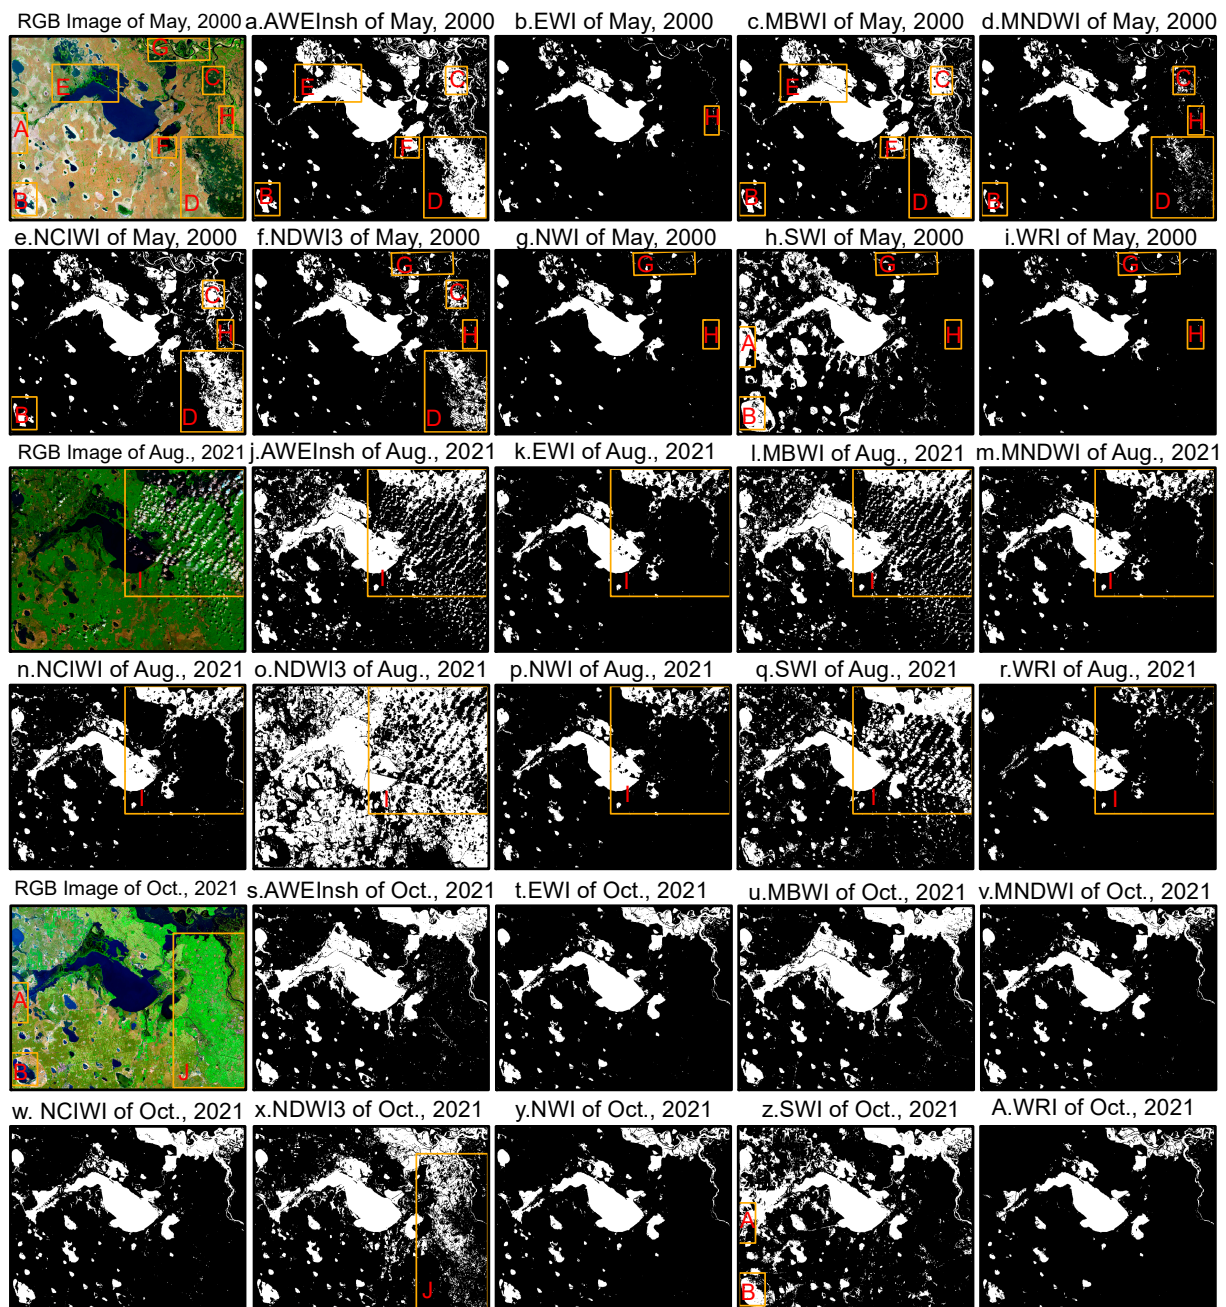 RGB Image of May, 2000 a.AWEInsh of May, 2000 b.EWI of May, 2000 c.MBWI of May, 2000 d.MNDWI of May, 2000
G C E A H F B D
E C F B D
H
E C F B D
C H B D
e.NCIWI of May, 2000 f.NDWI3 of May, 2000 g.NWI of May, 2000 h.SWI of May, 2000 i.WRI of May, 2000
C H B D
G C H D
G H
G A H B
G H
RGB Image of Aug., 2021 j.AWEInsh of Aug., 2021 k.EWI of Aug., 2021 l.MBWI of Aug., 2021 m.MNDWI of Aug., 2021
I I I I I
n.NCIWI of Aug., 2021 o.NDWI3 of Aug., 2021 p.NWI of Aug., 2021 q.SWI of Aug., 2021 r.WRI of Aug., 2021
I I I I I
RGB Image of Oct., 2021 s.AWEInsh of Oct., 2021 t.EWI of Oct., 2021 u.MBWI of Oct., 2021 v.MNDWI of Oct., 2021
A B J
w. NCIWI of Oct., 2021 x.NDWI3 of Oct., 2021 y.NWI of Oct., 2021 z.SWI of Oct., 2021 A.WRI of Oct., 2021
J
A B